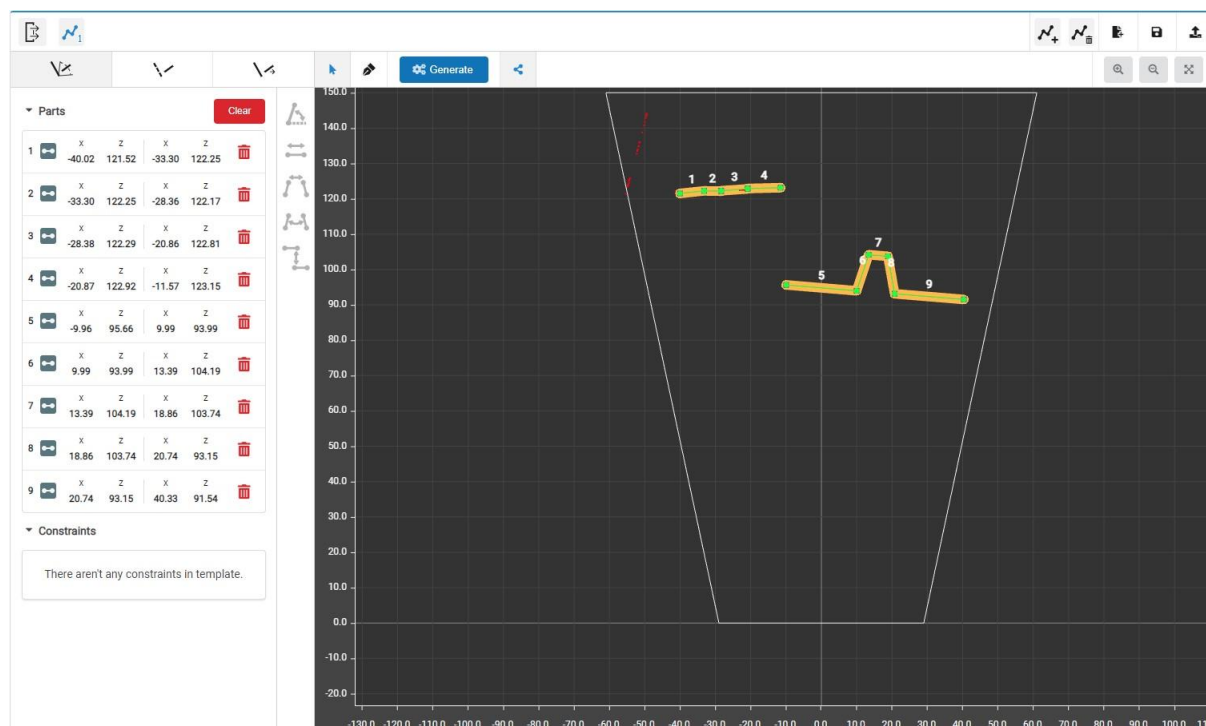 1
Generate
Parts
Clear
1 X Z X Z
-40.02 121.52 -33.30 122.25
2 X Z X Z
-33.30 122.25 -28.36 122.17
3 X Z X Z
-28.38 122.29 -20.86 122.81
4 X Z X Z
-20.87 122.92 -11.57 123.15
5 X Z X Z
-9.96 95.66 9.99 93.99
6 X Z X Z
9.99 93.99 13.39 104.19
7 X Z X Z
13.39 104.19 18.86 103.74
8 X Z X Z
18.86 103.74 20.74 93.15
9 X Z X Z
20.74 93.15 40.33 91.54
Constraints
There aren't any constraints in template.
150.0
140.0
130.0
120.0
110.0
100.0
90.0
80.0
70.0
60.0
50.0
40.0
30.0
20.0
10.0
0.0
-10.0
-20.0
1 2 3 4
5 6 7 8 9
-130.0 -120.0 -110.0 -100.0 -90.0 -80.0 -70.0 -60.0 -50.0 -40.0 -30.0 -20.0 -10.0 0.0 10.0 20.0 30.0 40.0 50.0 60.0 70.0 80.0 90.0 100.0